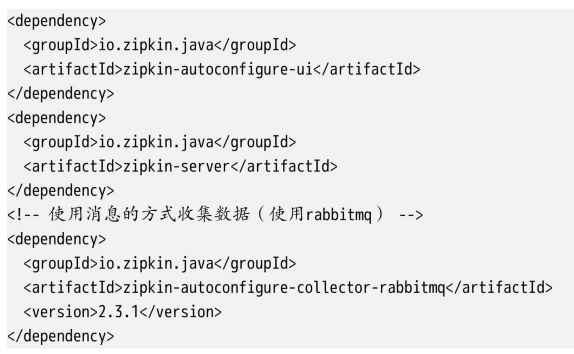 <dependency>
  <groupId>io.zipkin.java</groupId>
  <artifactId>zipkin-autoconfigure-ui</artifactId>
</dependency>
<dependency>
  <groupId>io.zipkin.java</groupId>
  <artifactId>zipkin-server</artifactId>
</dependency>
<!-- 使用消息的方式收集数据（使用rabbitmq） -->
<dependency>
  <groupId>io.zipkin.java</groupId>
  <artifactId>zipkin-autoconfigure-collector-rabbitmq</artifactId>
  <version>2.3.1</version>
</dependency>